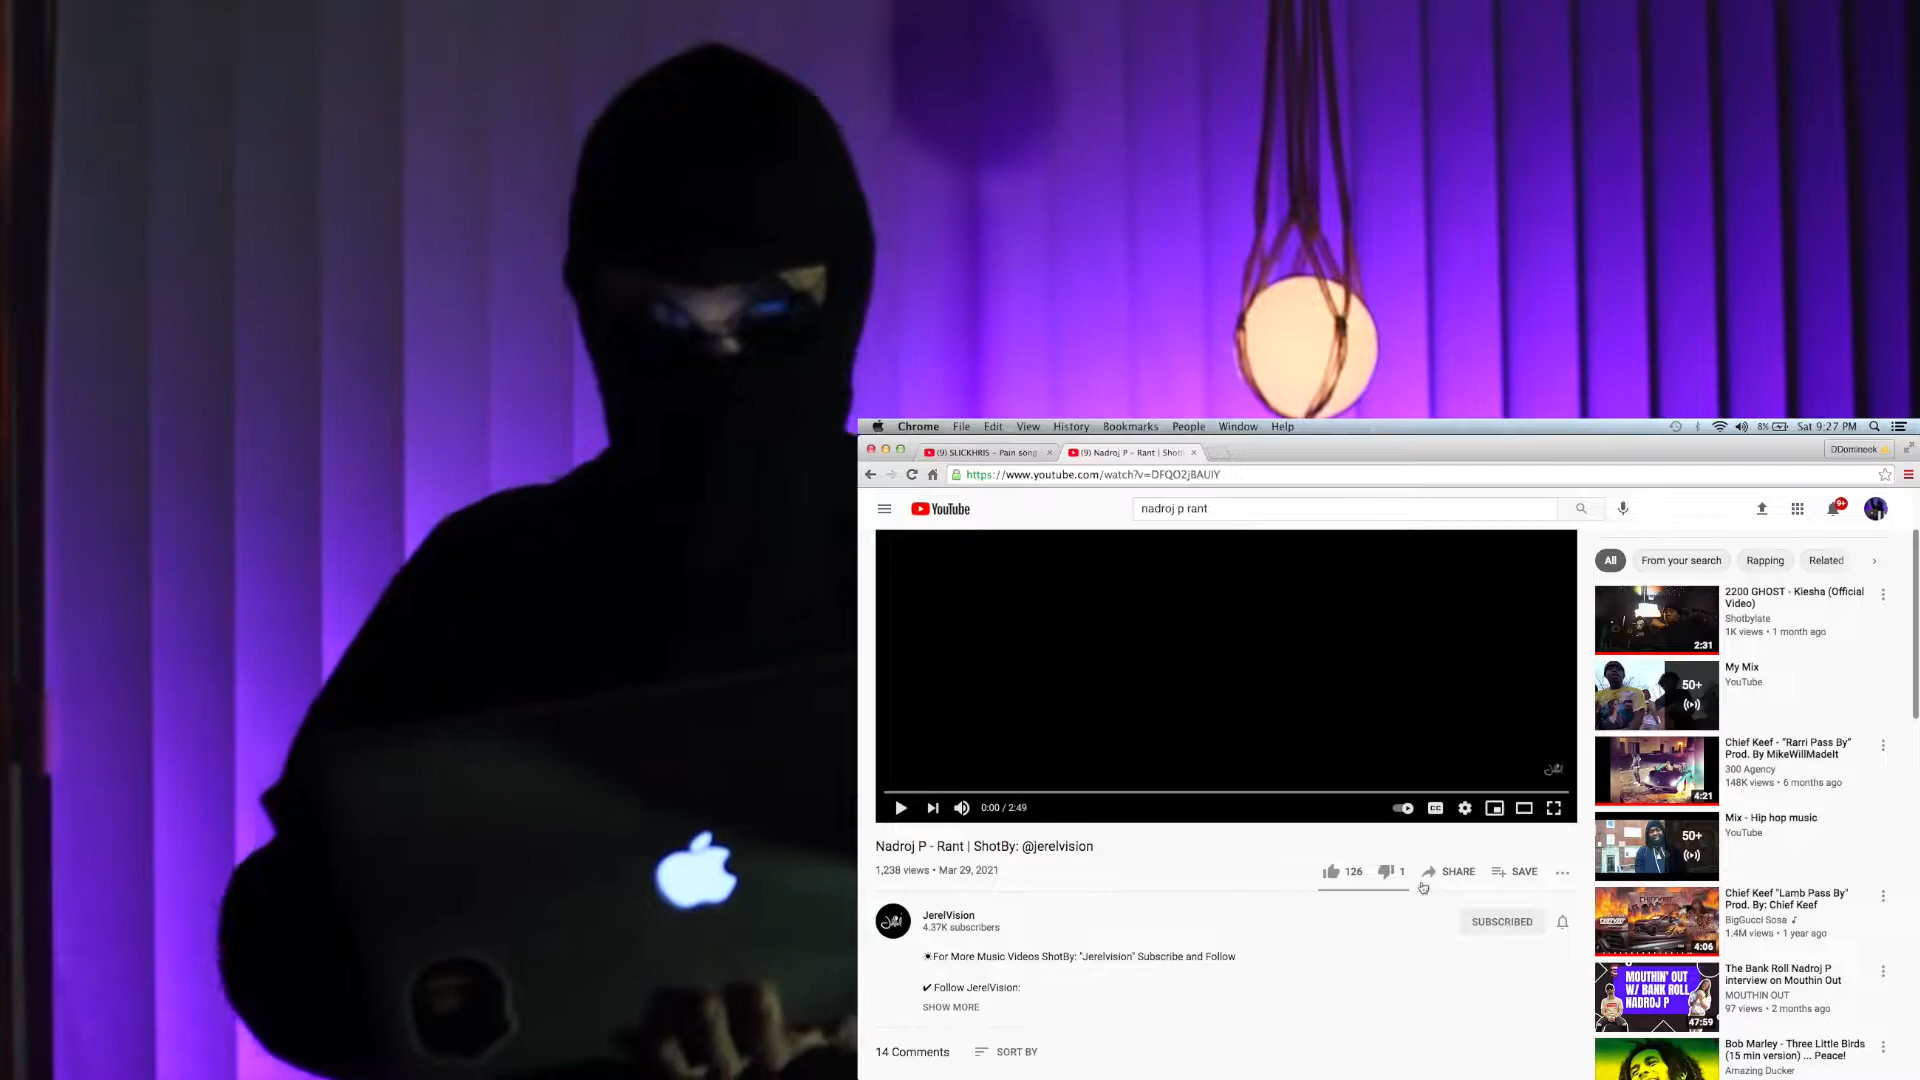 Chrome File Edit View History Bookmarks People Window Help
8% Sat 9:27 PM
(9) SLICKHRIS - Pain song
(9) Nadroj P - Rant | Shot
DDomineek
https://www.youtube.com/watch?v=DFQO2jBAUIY
YouTube
nadroj p rant
9+
All From your search Rapping Related
2200 GHOST - Kiesha (Official
Video)
Shotbylate
1K views • 1 month ago
2:31
My Mix
YouTube
50+
Chief Keef - "Rarri Pass By"
Prod. By MikeWillMadeIt
300 Agency
148K views • 6 months ago
4:21
Mix - Hip hop music
YouTube
50+
Chief Keef "Lamb Pass By"
Prod. By: Chief Keef
BigGucci Sosa
1.4M views • 1 year ago
4:06
The Bank Roll Nadroj P
interview on Mouthin Out
MOUTHIN OUT
97 views • 2 months ago
MOUTHIN' OUT
W/ BANK ROLL
NADROJ P
47:59
Bob Marley - Three Little Birds
(15 min version) ... Peace!
Amazing Ducker
0:00 / 2:49
CC
Nadroj P - Rant | ShotBy: @jerelvision
1,238 views • Mar 29, 2021
126 1 SHARE SAVE
JerelVision
4.37K subscribers
SUBSCRIBED
☀For More Music Videos ShotBy: "Jerelvision" Subscribe and Follow
✔ Follow JerelVision:
SHOW MORE
14 Comments SORT BY